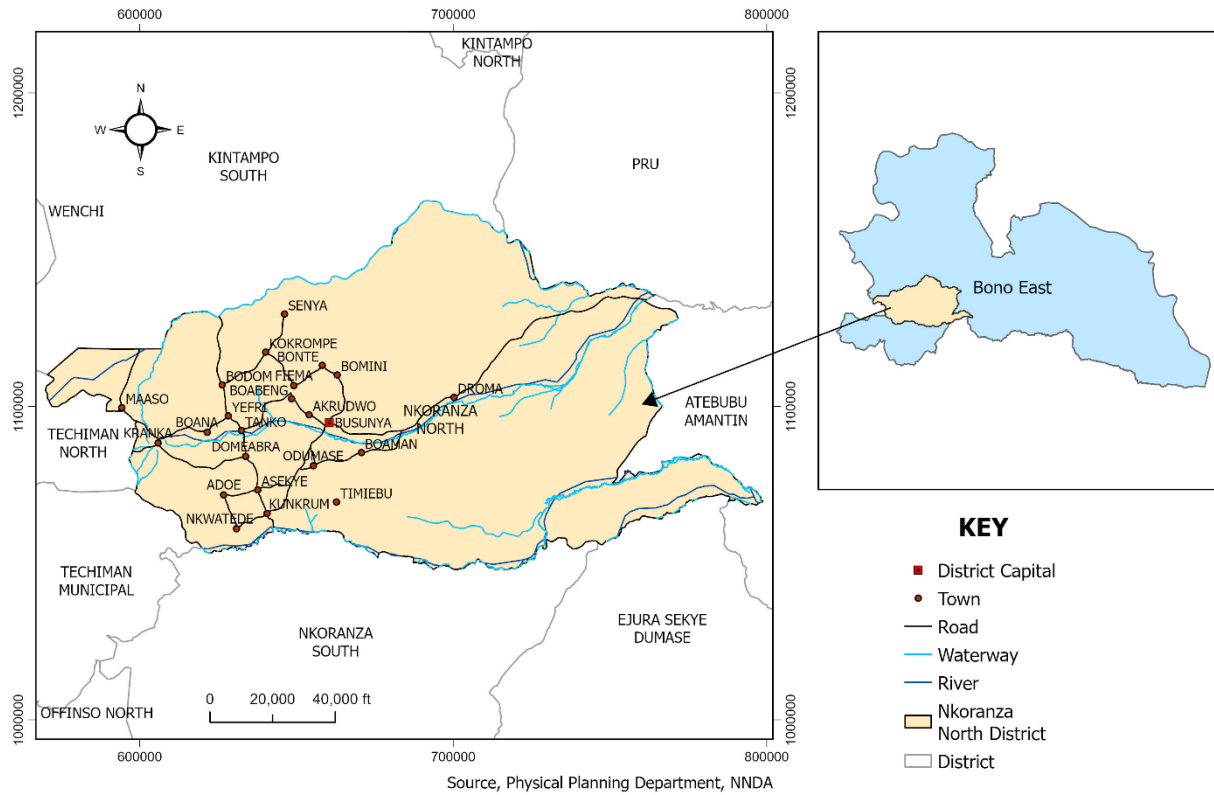 600000
700000
KINTAMPO
NORTH
1200000
1200000
N
W
E
S
KINTAMPO
SOUTH
PRU
WENCHI
Bono East
SENYA
KOKROMPE
BONTE
BOMINI
BODOM
FIEMA
BOABENG
DROMA
MAASO
YEFRI
AKRUDWO
NKORANZA
NORTH
ATEBUBU
AMANTIN
1100000
1100000
BOANA
TANKO
BUSUNYA
KRANKA
TECHIMAN
NORTH
DOMEABRA
ODUMASE
BOAMAN
ADOE
ASEKYE
KUNKRUM
TIMIEBU
NKWATEDE
TECHIMAN
MUNICIPAL
NKORANZA
SOUTH
EJURA SEKYE
DUMASE
0
20,000
40,000 ft
OFFINSO NORTH
1000000
1000000
600000
700000
800000
Source, Physical Planning Department, NNDA
KEY
District Capital
Town
Road
Waterway
River
Nkoranza
North District
District